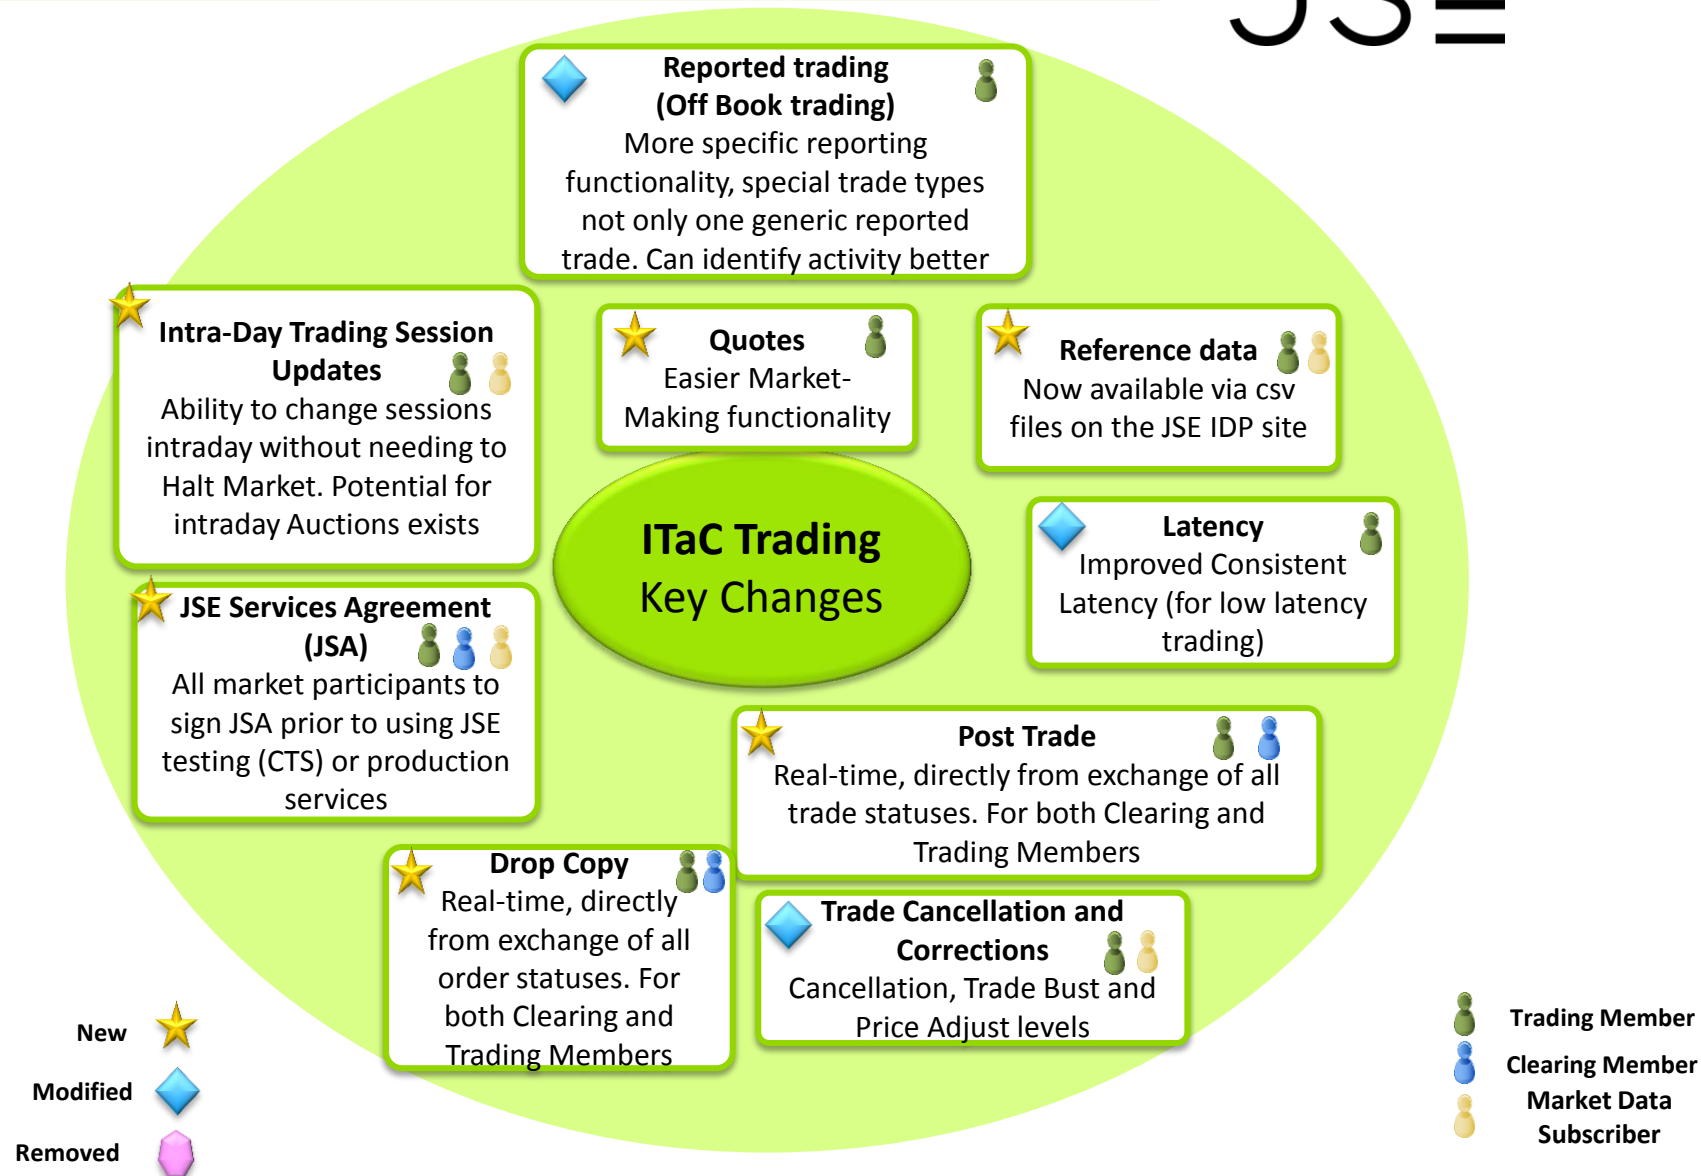 JSE
Reported trading
(Off Book trading)
More specific reporting
functionality, special trade types
not only one generic reported
trade. Can identify activity better
Intra-Day Trading Session
Updates
Ability to change sessions
intraday without needing to
Halt Market. Potential for
intraday Auctions exists
Quotes
Easier Market-
Making functionality
Reference data
Now available via csv
files on the JSE IDP site
ITaC Trading
Key Changes
Latency
Improved Consistent
Latency (for low latency
trading)
JSE Services Agreement
(JSA)
All market participants to
sign JSA prior to using JSE
testing (CTS) or production
services
Post Trade
Real-time, directly from exchange of all
trade statuses. For both Clearing and
Trading Members
Drop Copy
Real-time, directly
from exchange of all
order statuses. For
both Clearing and
Trading Members
Trade Cancellation and
Corrections
Cancellation, Trade Bust and
Price Adjust levels
New
Modified
Removed
Trading Member
Clearing Member
Market Data
Subscriber